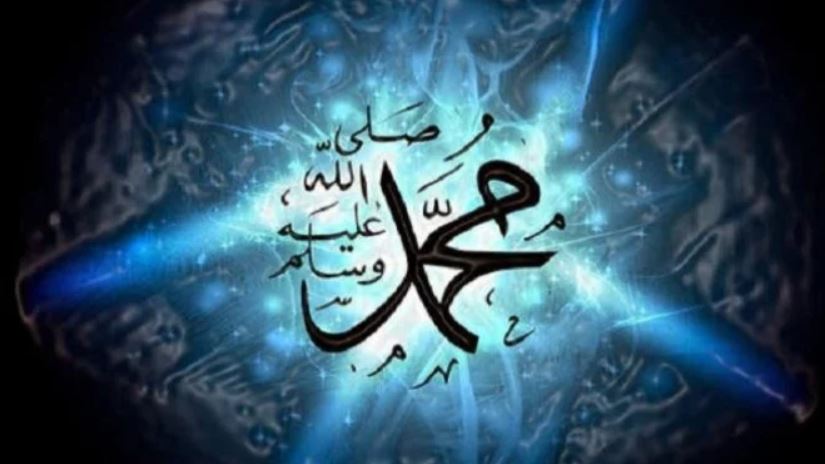 محمد
صلى
الله
عليه
وسلم